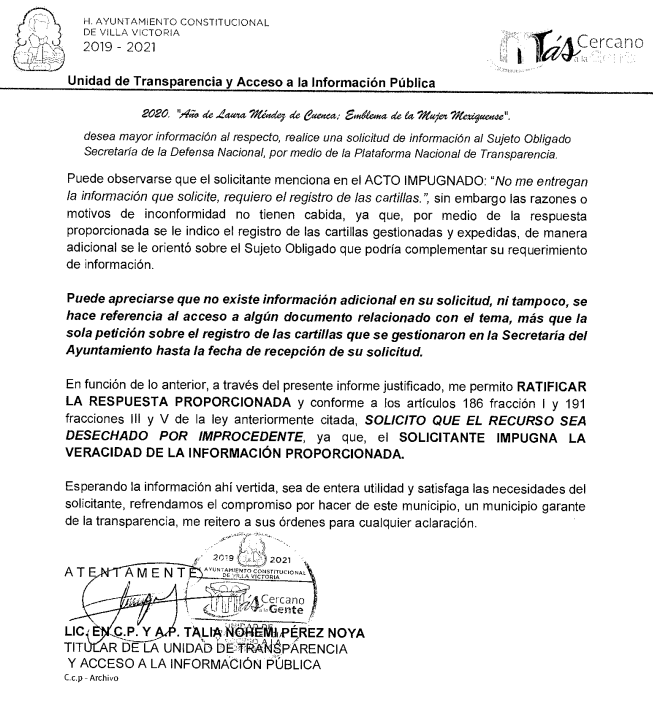 H. AYUNTAMIENTO CONSTITUCIONAL
DE VILLA VICTORIA
2019 - 2021
Más Cercano
a la Gente
Unidad de Transparencia y Acceso a la Información Pública
2020. "Año de Laura Méndez de Cuenca; Emblema de la Mujer Mexiquense".
desea mayor información al respecto, realice una solicitud de información al Sujeto Obligado
Secretaría de la Defensa Nacional, por medio de la Plataforma Nacional de Transparencia.
Puede observarse que el solicitante menciona en el ACTO IMPUGNADO: "No me entregan
la información que solicite, requiero el registro de las cartillas.", sin embargo las razones o
motivos de inconformidad no tienen cabida, ya que, por medio de la respuesta
proporcionada se le indico el registro de las cartillas gestionadas y expedidas, de manera
adicional se le orientó sobre el Sujeto Obligado que podría complementar su requerimiento
de información.
Puede apreciarse que no existe información adicional en su solicitud, ni tampoco, se
hace referencia al acceso a algún documento relacionado con el tema, más que la
sola petición sobre el registro de las cartillas que se gestionaron en la Secretaría del
Ayuntamiento hasta la fecha de recepción de su solicitud.
En función de lo anterior, a través del presente informe justificado, me permito RATIFICAR
LA RESPUESTA PROPORCIONADA y conforme a los artículos 186 fracción I y 191
fracciones III y V de la ley anteriormente citada, SOLICITO QUE EL RECURSO SEA
DESECHADO POR IMPROCEDENTE, ya que, el SOLICITANTE IMPUGNA LA
VERACIDAD DE LA INFORMACIÓN PROPORCIONADA.
Esperando la información ahí vertida, sea de entera utilidad y satisfaga las necesidades del
solicitante, refrendamos el compromiso por hacer de este municipio, un municipio garante
de la transparencia, me reitero a sus órdenes para cualquier aclaración.
2019 2021
ATENTAMENTE
H. AYUNTAMIENTO CONSTITUCIONAL
DE VILLA VICTORIA
Más Cercano
a la Gente
LIC. EN C.P. Y A.P. TALIA NOHEMI PÉREZ NOYA
TITULAR DE LA UNIDAD DE TRANSPARENCIA
Y ACCESO A LA INFORMACIÓN PÚBLICA
C.c.p - Archivo